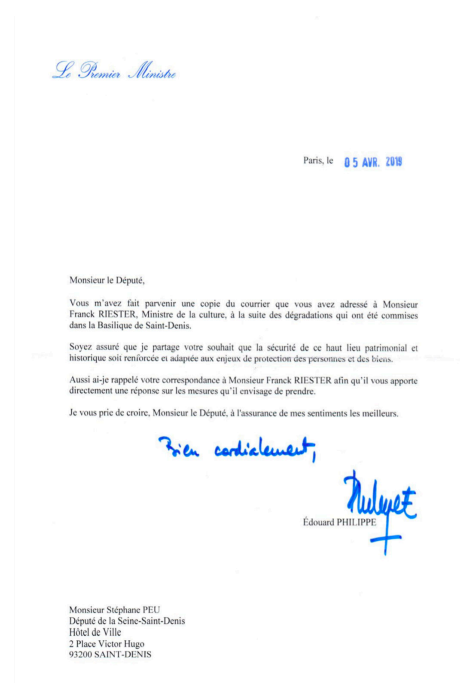 Le Premier Ministre
Paris, le 05 AVR. 2019
Monsieur le Député,
Vous m'avez fait parvenir une copie du courrier que vous avez adressé à Monsieur
Franck RIESTER, Ministre de la culture, à la suite des dégradations qui ont été commises
dans la Basilique de Saint-Denis.
Soyez assuré que je partage votre souhait que la sécurité de ce haut lieu patrimonial et
historique soit renforcée et adaptée aux enjeux de protection des personnes et des biens.
Aussi ai-je rappelé votre correspondance à Monsieur Franck RIESTER afin qu'il vous apporte
directement une réponse sur les mesures qu'il envisage de prendre.
Je vous prie de croire, Monsieur le Député, à l'assurance de mes sentiments les meilleurs.
Bien cordialement,
Édouard PHILIPPE
Monsieur Stéphane PEU
Député de la Seine-Saint-Denis
Hôtel de Ville
2 Place Victor Hugo
93200 SAINT-DENIS